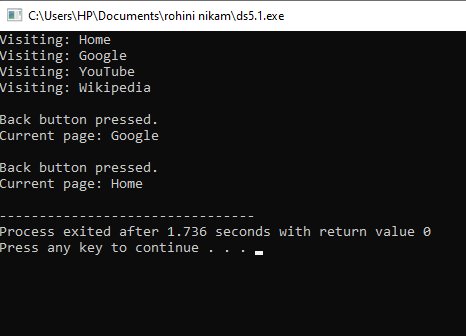 C:\Users\HP\Documents\rohini nikam\ds5.1.exe
Visiting: Home
Visiting: Google
Visiting: YouTube
Visiting: Wikipedia
Back button pressed.
Current page: Google
Back button pressed.
Current page: Home
--------------------------------
Process exited after 1.736 seconds with return value 0
Press any key to continue . . .